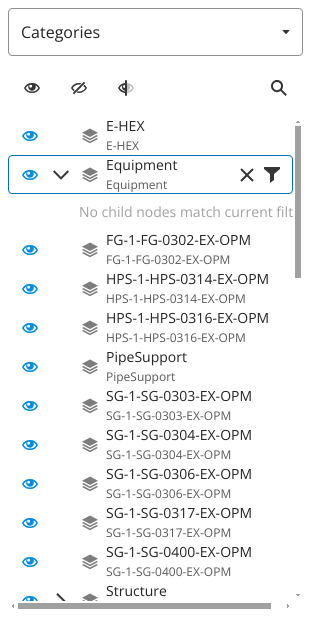 Categories
E-HEX
E-HEX
Equipment
Equipment
No child nodes match current filt
FG-1-FG-0302-EX-OPM
FG-1-FG-0302-EX-OPM
HPS-1-HPS-0314-EX-OPM
HPS-1-HPS-0314-EX-OPM
HPS-1-HPS-0316-EX-OPM
HPS-1-HPS-0316-EX-OPM
PipeSupport
PipeSupport
SG-1-SG-0303-EX-OPM
SG-1-SG-0303-EX-OPM
SG-1-SG-0304-EX-OPM
SG-1-SG-0304-EX-OPM
SG-1-SG-0306-EX-OPM
SG-1-SG-0306-EX-OPM
SG-1-SG-0317-EX-OPM
SG-1-SG-0317-EX-OPM
SG-1-SG-0400-EX-OPM
SG-1-SG-0400-EX-OPM
Structure